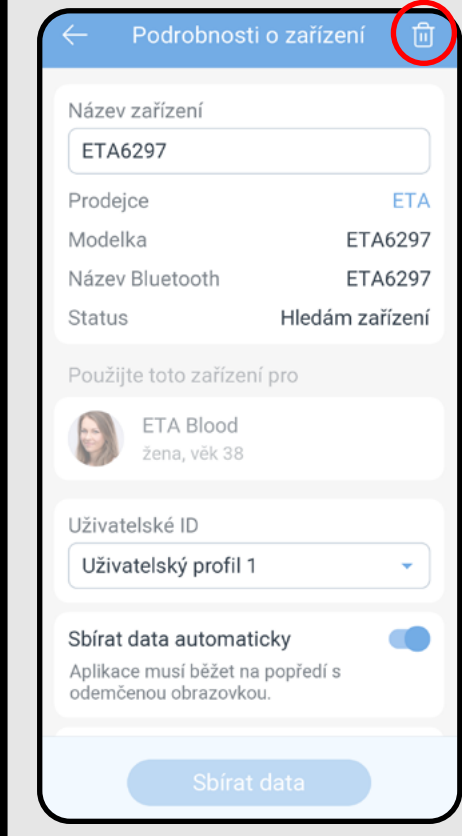 Podrobnosti o zařízení
Název zařízení
ETA6297
Prodejce ETA
Modelka ETA6297
Název Bluetooth ETA6297
Status Hledám zařízení
Použijte toto zařízení pro
ETA Blood
žena, věk 38
Uživatelské ID
Uživatelský profil 1
Sbírat data automaticky
Aplikace musí běžet na popředí s
odemčenou obrazovkou.
Sbírat data